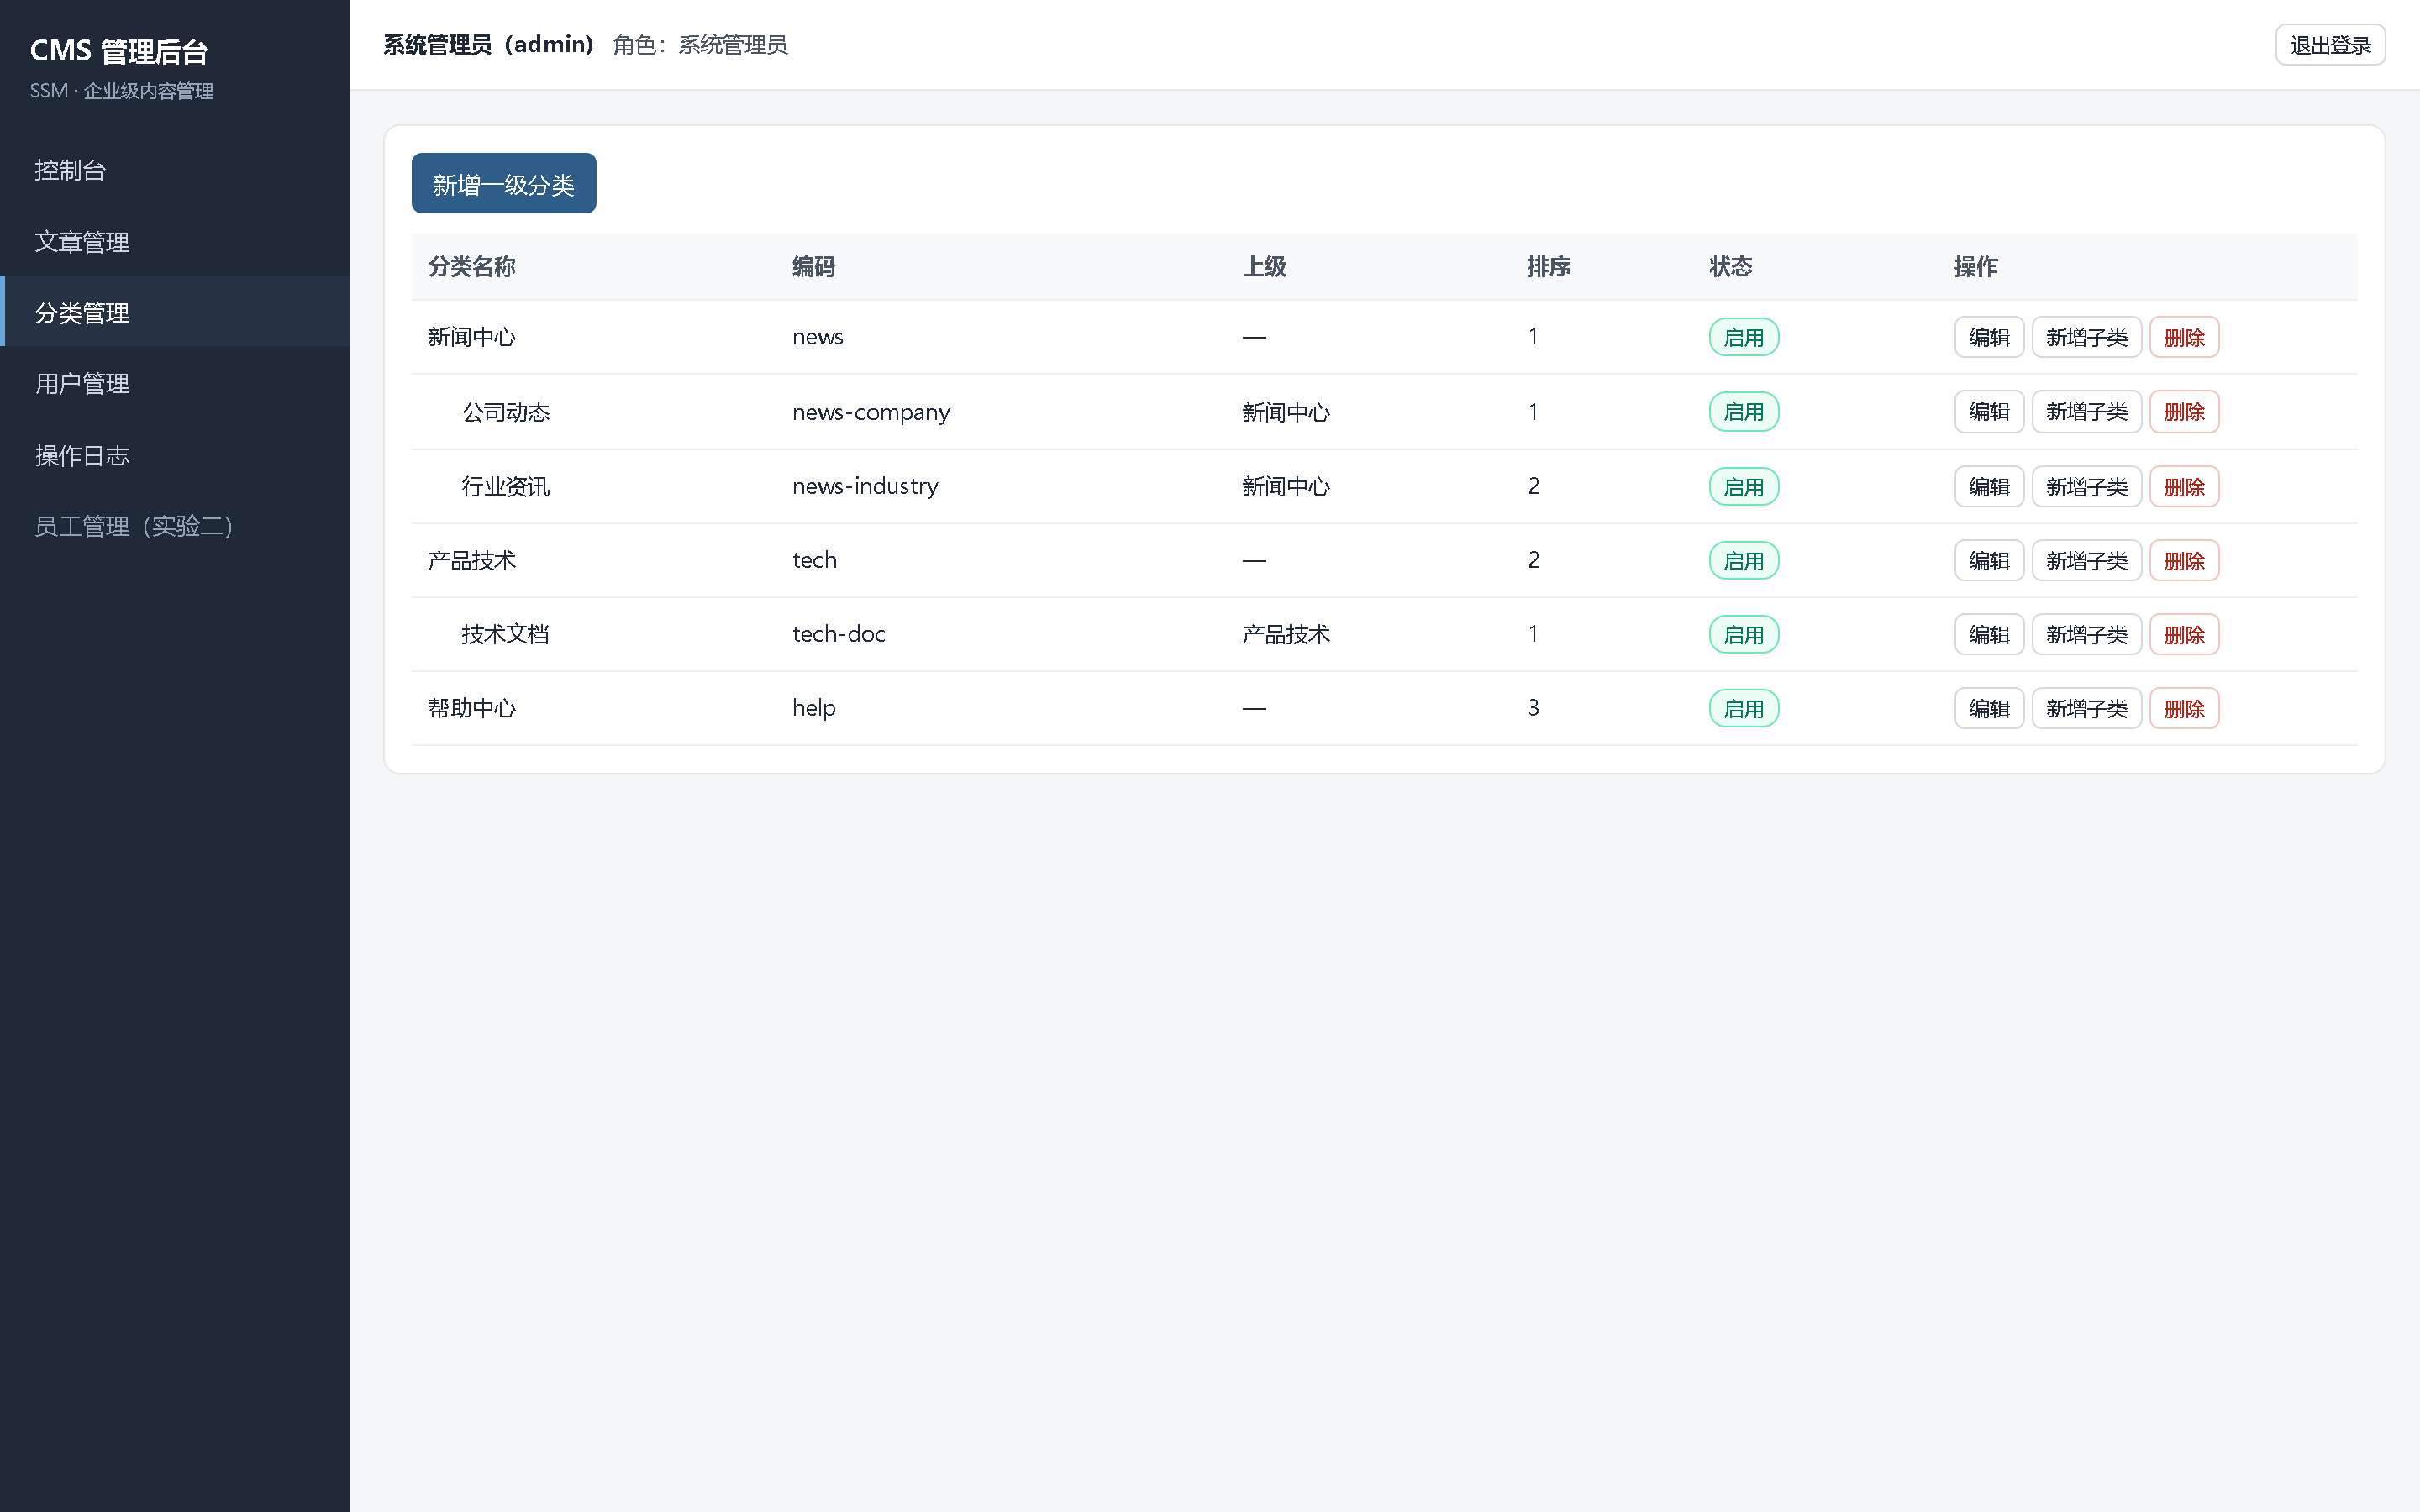 CMS 管理后台
SSM · 企业级内容管理
控制台
文章管理
分类管理
用户管理
操作日志
员工管理（实验二）
系统管理员（admin） 角色：系统管理员
退出登录
新增一级分类
分类名称 编码 上级 排序 状态 操作
新闻中心 news — 1 启用 编辑 新增子类 删除
公司动态 news-company 新闻中心 1 启用 编辑 新增子类 删除
行业资讯 news-industry 新闻中心 2 启用 编辑 新增子类 删除
产品技术 tech — 2 启用 编辑 新增子类 删除
技术文档 tech-doc 产品技术 1 启用 编辑 新增子类 删除
帮助中心 help — 3 启用 编辑 新增子类 删除